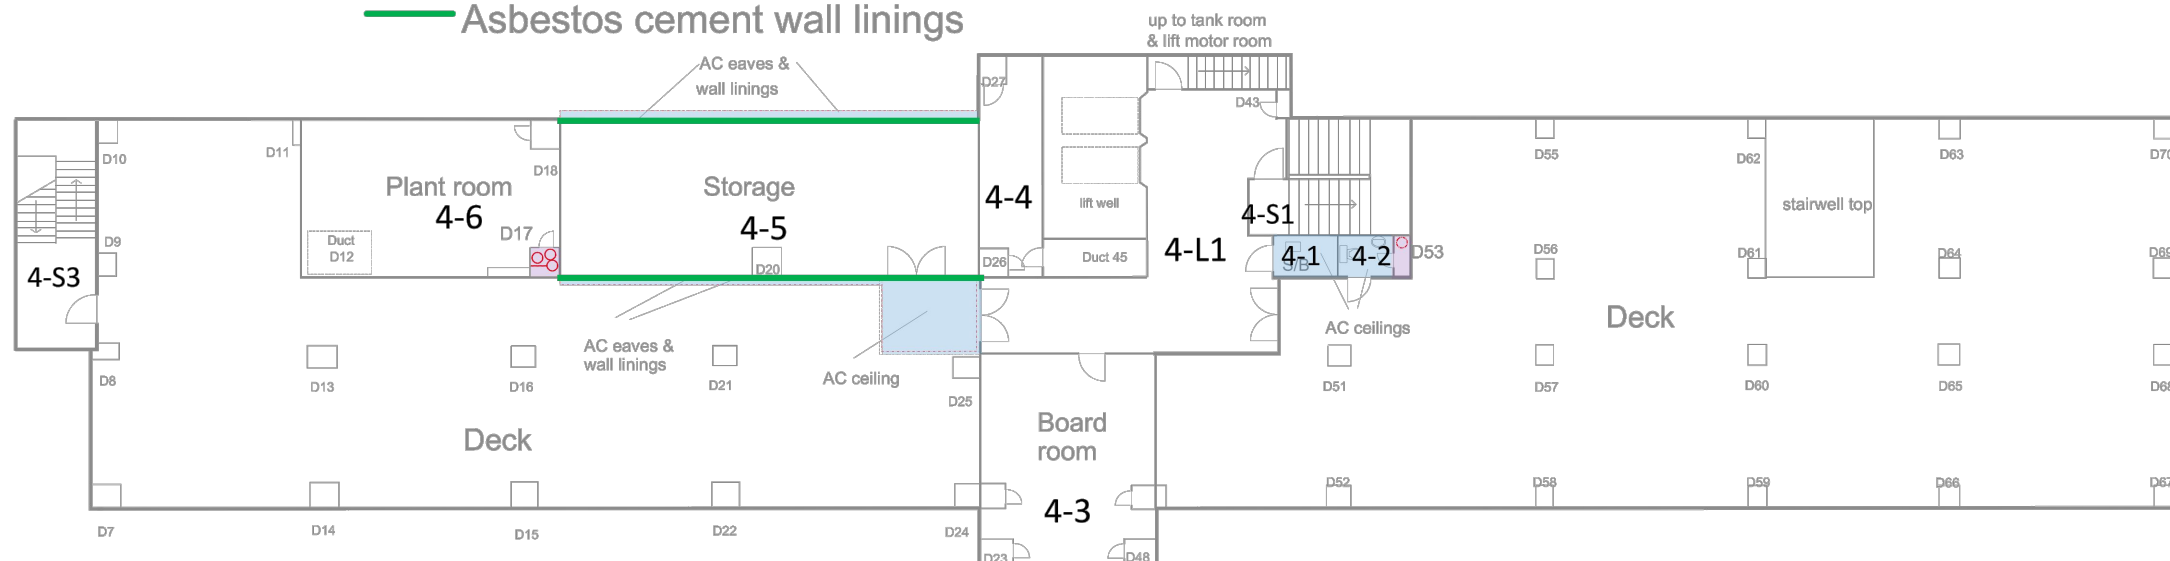 Asbestos cement wall linings
up to tank room
& lift motor room
AC eaves &
wall linings
D27
D43
D10
D11
D18
D55
D62
D63
D70
Plant room
4-6
Storage
4-5
4-4
lift well
4-S1
stairwell top
D9
D17
Duct
D12
D20
D26
Duct 45
4-L1
4-1
S/B
4-2
D53
D56
D61
D64
D69
4-S3
Deck
AC ceilings
AC eaves &
wall linings
AC ceiling
D8
D13
D16
D21
D25
D51
D57
D60
D65
D68
Deck
Board
room
4-3
D52
D58
D59
D66
D67
D7
D14
D15
D22
D24
D23
D48